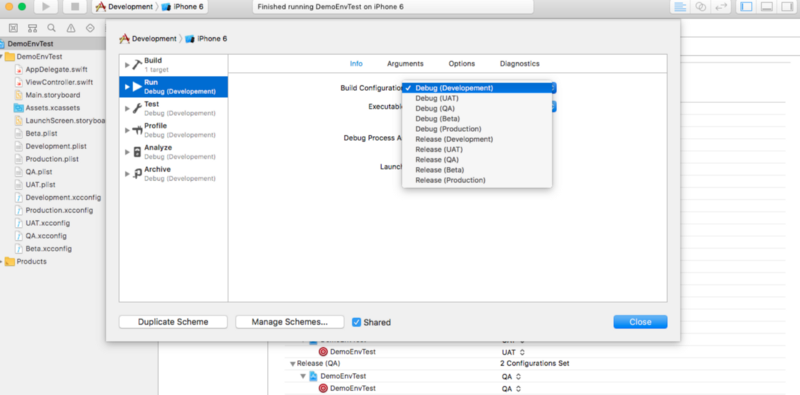 Development iPhone 6
Finished running DemoEnvTest on iPhone 6
DemoEnvTest
DemoEnvTest
AppDelegate.swift
ViewController.swift
Main.storyboard
Assets.xcassets
LaunchScreen.storyboa
Beta.plist
Development.plist
Production.plist
QA.plist
UAT.plist
Development.xcconfig
Production.xcconfig
UAT.xcconfig
QA.xcconfig
Beta.xcconfig
Products
Development iPhone 6
Build
1 target
Run
Debug (Developement)
Test
Debug (Developement)
Profile
Debug (Developement)
Analyze
Debug (Developement)
Archive
Debug (Developement)
Info Arguments Options Diagnostics
Build Configuration
Executable
Debug Process A
Launc
Debug (Developement)
Debug (UAT)
Debug (QA)
Debug (Beta)
Debug (Production)
Release (Development)
Release (UAT)
Release (QA)
Release (Beta)
Release (Production)
Duplicate Scheme Manage Schemes... Shared Close
DemoEnvTest UAT
Release (QA) 2 Configurations Set
DemoEnvTest QA
DemoEnvTest QA